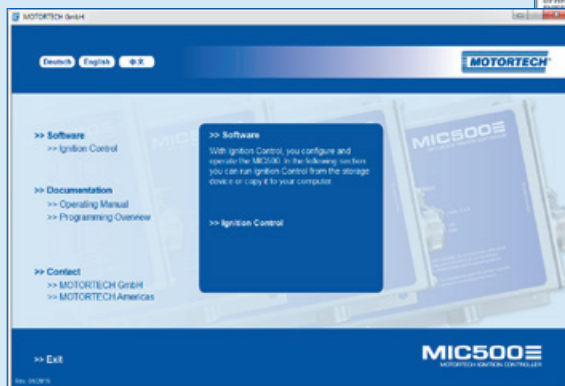 MOTORTECH GmbH
Deutsch English 中文
MOTORTECH
>> Software
>> Ignition Control
>> Documentation
>> Operating Manual
>> Programming Overview
>> Contact
>> MOTORTECH GmbH
>> MOTORTECH Americas
>> Software
With Ignition Control, you configure and
operate the MIC500. In the following section
you can run Ignition Control from the storage
device or copy it to your computer.
>> Ignition Control
MIC500
>> Exit
MIC500
MOTORTECH IGNITION CONTROLLER